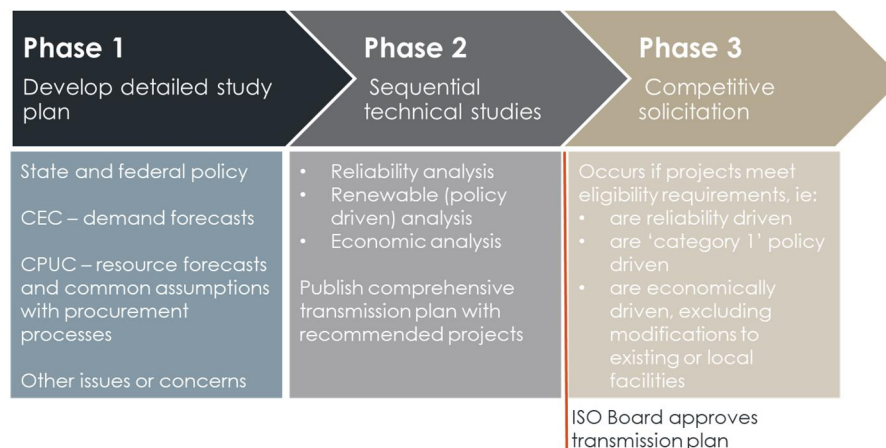 Phase 1
Develop detailed study
plan
State and federal policy
CEC – demand forecasts
CPUC – resource forecasts
and common assumptions
with procurement
processes
Other issues or concerns
Phase 2
Sequential
technical studies
• Reliability analysis
• Renewable (policy
driven) analysis
• Economic analysis
Publish comprehensive
transmission plan with
recommended projects
Phase 3
Competitive
solicitation
Occurs if projects meet
eligibility requirements, ie:
• are reliability driven
• are ‘category 1’ policy
driven
• are economically
driven, excluding
modifications to
existing or local
facilities
ISO Board approves
transmission plan